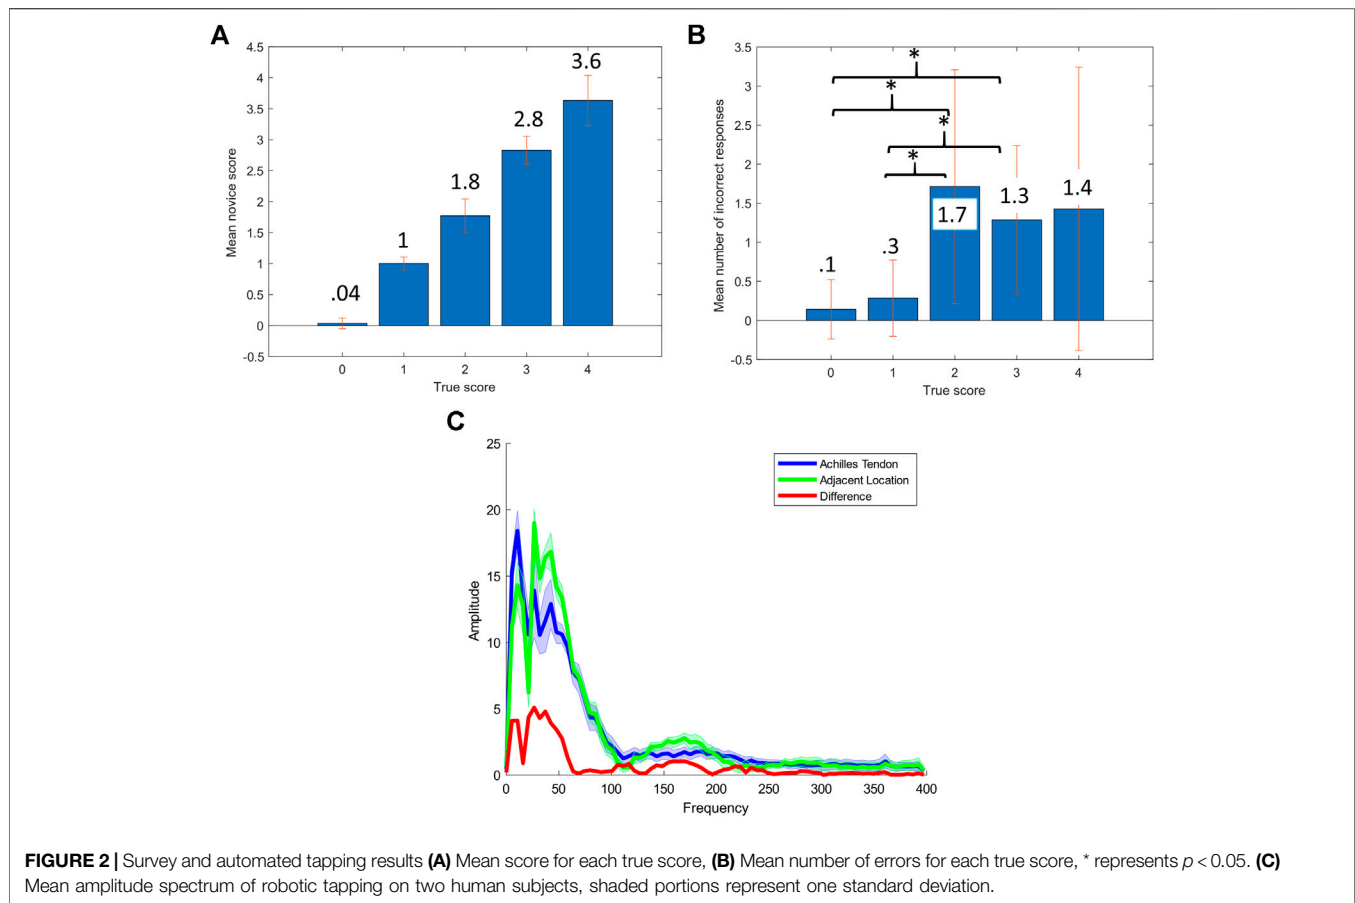 A
4.5
4
3.5
3
2.5
2
1.5
1
0.5
0
-0.5
Mean novice score
.04
1
1.8
2.8
3.6
0 1 2 3 4
True score
B
3.5
3
2.5
2
1.5
1
0.5
0
-0.5
Mean number of incorrect responses
*
*
*
*
.1
.3
1.7
1.3
1.4
0 1 2 3 4
True score
C
25
20
15
10
5
0
Amplitude
Achilles Tendon
Adjacent Location
Difference
0 50 100 150 200 250 300 350 400
Frequency
FIGURE 2 | Survey and automated tapping results (A) Mean score for each true score, (B) Mean number of errors for each true score, * represents p < 0.05. (C)
Mean amplitude spectrum of robotic tapping on two human subjects, shaded portions represent one standard deviation.